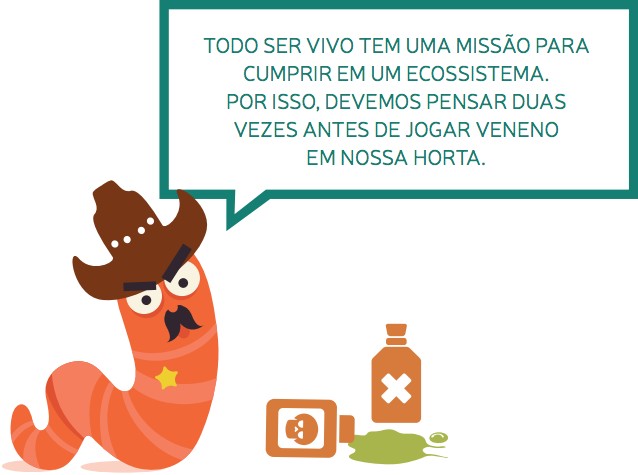 TODO SER VIVO TEM UMA MISSÃO PARA
CUMPRIR EM UM ECOSSISTEMA.
POR ISSO, DEVEMOS PENSAR DUAS
VEZES ANTES DE JOGAR VENENO
EM NOSSA HORTA.